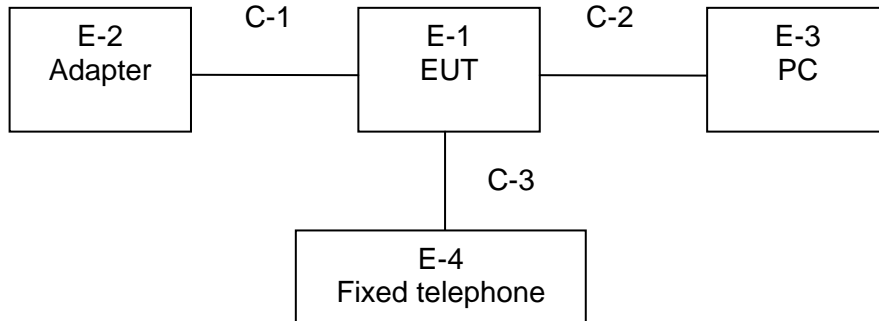 C-1
C-2
E-2
Adapter
E-1
EUT
E-3
PC
C-3
E-4
Fixed telephone